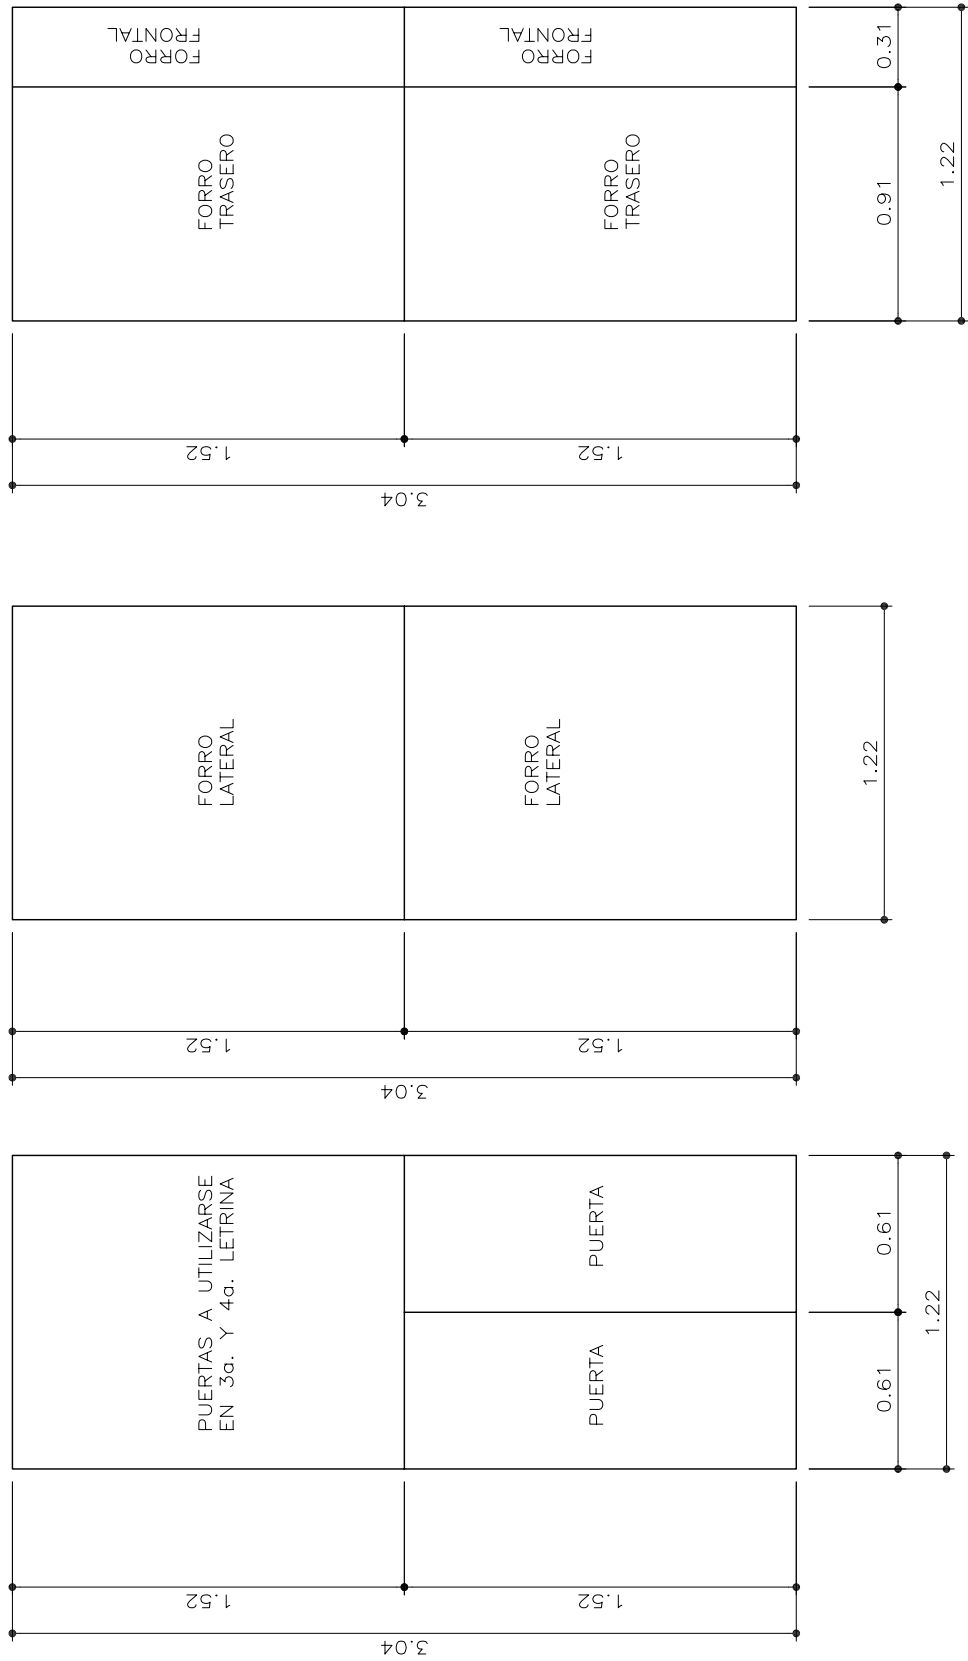 FORRO
FRONTAL
FORRO
FRONTAL
0.31
FORRO
TRASERO
FORRO
TRASERO
0.91
1.22
1.52
1.52
3.04
FORRO
LATERAL
FORRO
LATERAL
1.22
1.52
1.52
3.04
PUERTAS A UTILIZARSE
EN 3a. Y 4a. LETRINA
PUERTA
PUERTA
0.61
0.61
1.22
1.52
1.52
3.04